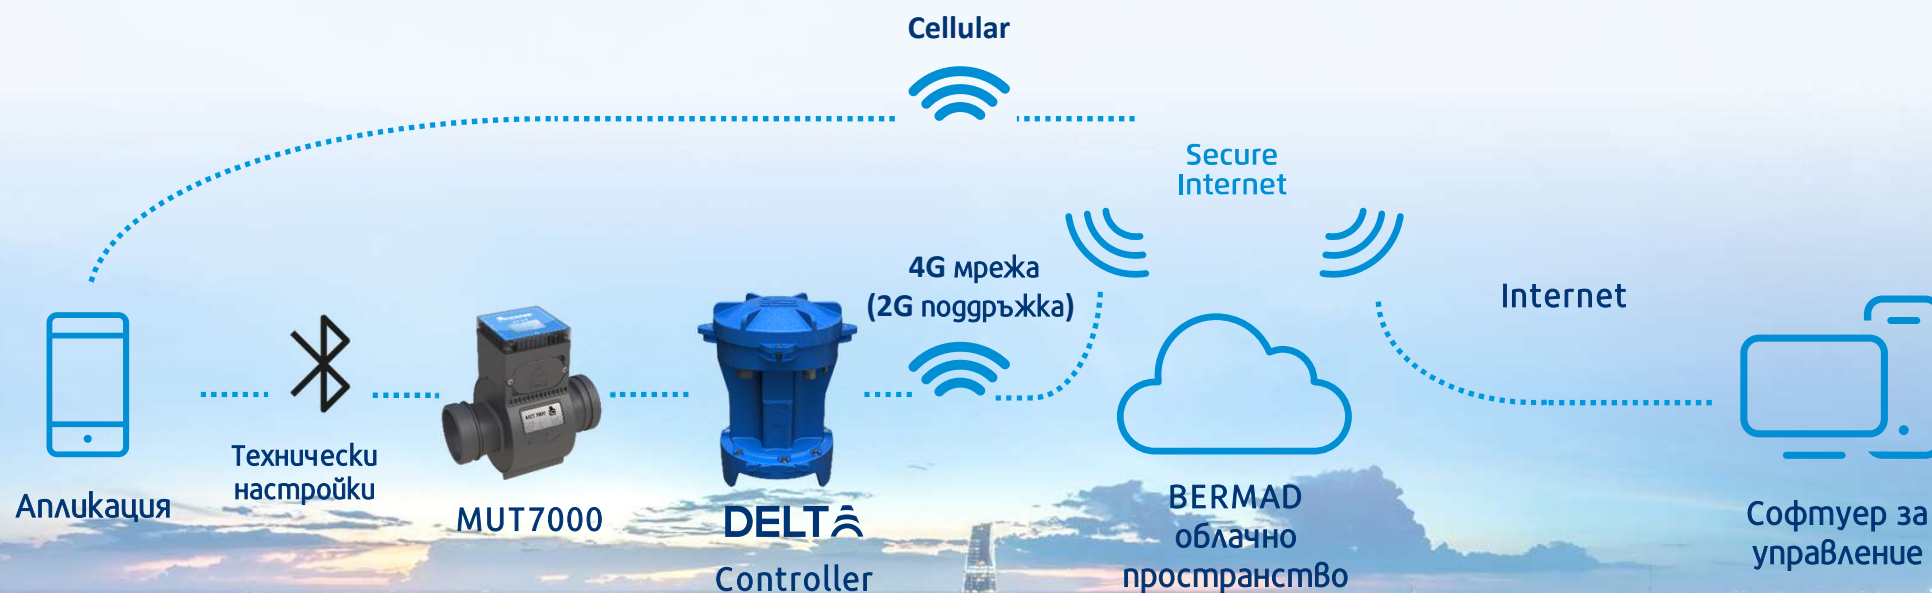 Cellular
Secure
Internet
4G мрежа
(2G поддръжка)
Internet
Технически
настройки
Апликация
MUT7000
DELTA
Controller
BERMAD
облачно
пространство
Софтуер за
управление